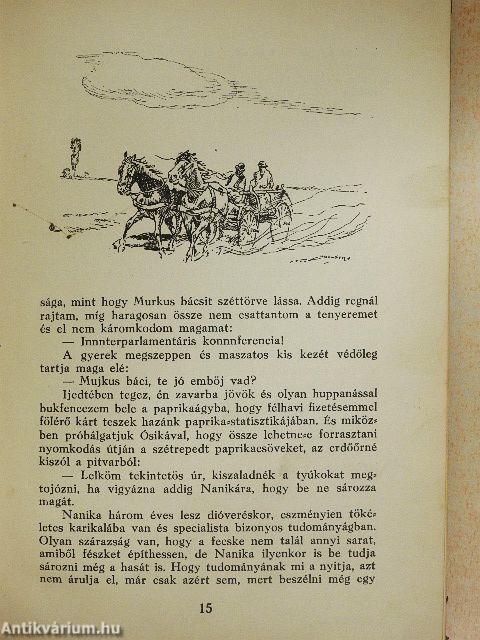 sága, mint hogy Murkus bácsit széttörve lássa. Addig regnál
rajtam, míg haragosan össze nem csattantom a tenyeremet
és el nem káromkodom magamat:
— Innnterparlamentáris konnnferencia!
A gyerek megszeppen és maszatos kis kezét védőleg
tartja maga elé:
— Mujkus báci, te jó embój vad?
Ijedtében tegez, én zavarba jövök és olyan huppanással
bukfencezem bele a paprikaágyba, hogy félhavi fizetésemmel
fölérő kárt teszek hazánk paprika-statisztikájában. És miköz-
ben próbálgatjuk Ósikával, hogy össze lehetne-e forrasztani
nyomkodás útján a szétrepedt paprikacsöveket, az erdőőrné
kiszól a pitvarból:
— Lelköm tekintetös úr, kiszaladnék a tyúkokat meg-
tojózni, ha vigyázna addig Nanikára, hogy be ne sározza
magát.
Nanika három éves lesz dióveréskor, eszményien töké-
letes karikalába van és specialista bizonyos tudományágban.
Olyan szárazság van, hogy a fecske nem talál annyi sarat,
amiből fészket építhessen, de Nanika ilyenkor is be tudja
sározni még a hasát is. Hogy tudományának mi a nyitja, azt
nem árulja el, már csak azért sem, mert beszélni még egy
15
Antikvárium.hu